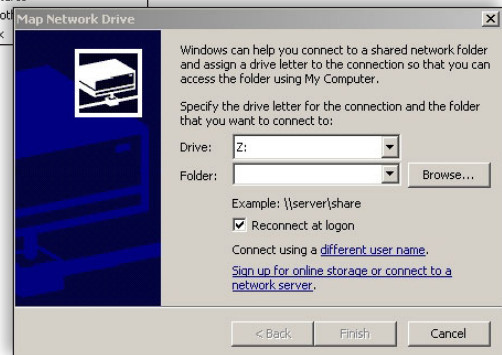 Map Network Drive
Windows can help you connect to a shared network folder
and assign a drive letter to the connection so that you can
access the folder using My Computer.
Specify the drive letter for the connection and the folder
that you want to connect to:
Drive: Z:
Folder: Browse...
Example: \\server\share
Reconnect at logon
Connect using a different user name.
Sign up for online storage or connect to a
network server.
< Back Finish Cancel